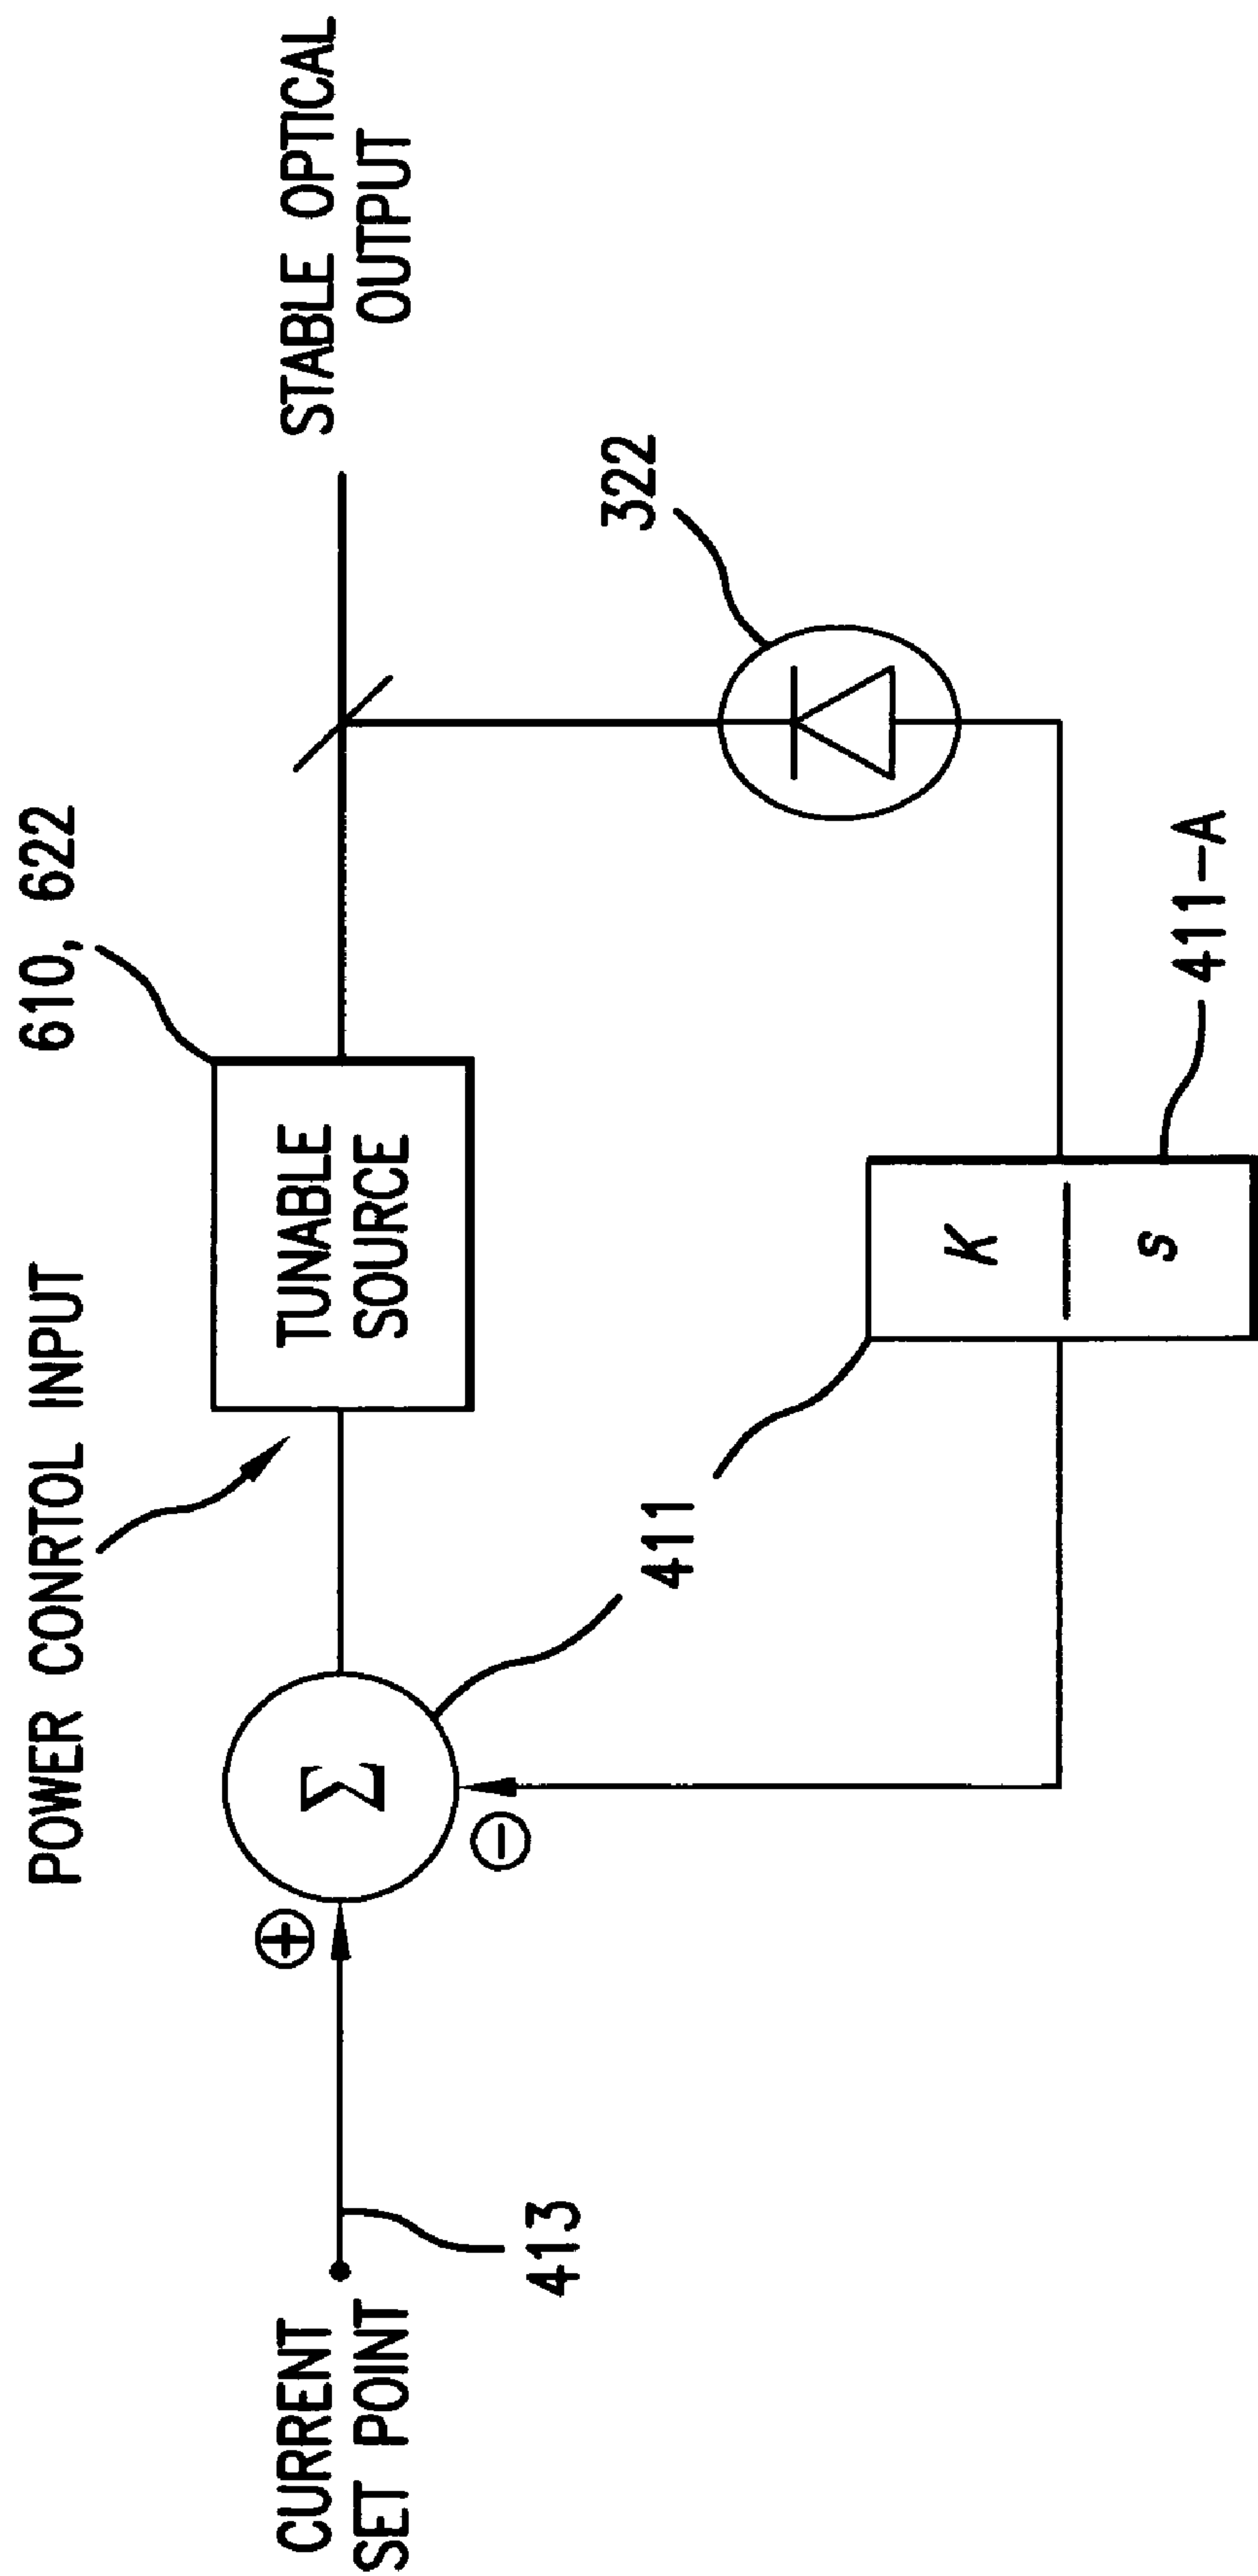 610, 622
POWER CONRTOL INPUT
STABLE OPTICAL
OUTPUT
TUNABLE
SOURCE
CURRENT
SET POINT
413
+
Σ
−
411
322
K
s
411-A